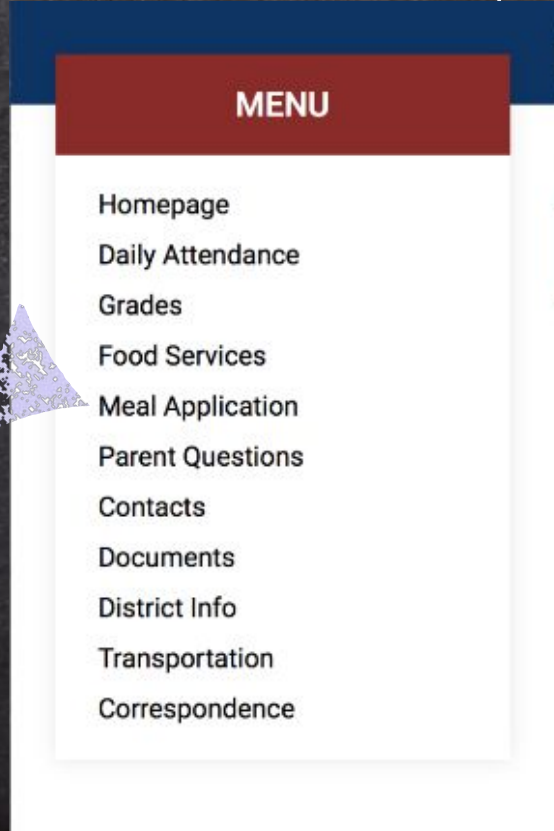 MENU
Homepage
Daily Attendance
Grades
Food Services
Meal Application
Parent Questions
Contacts
Documents
District Info
Transportation
Correspondence